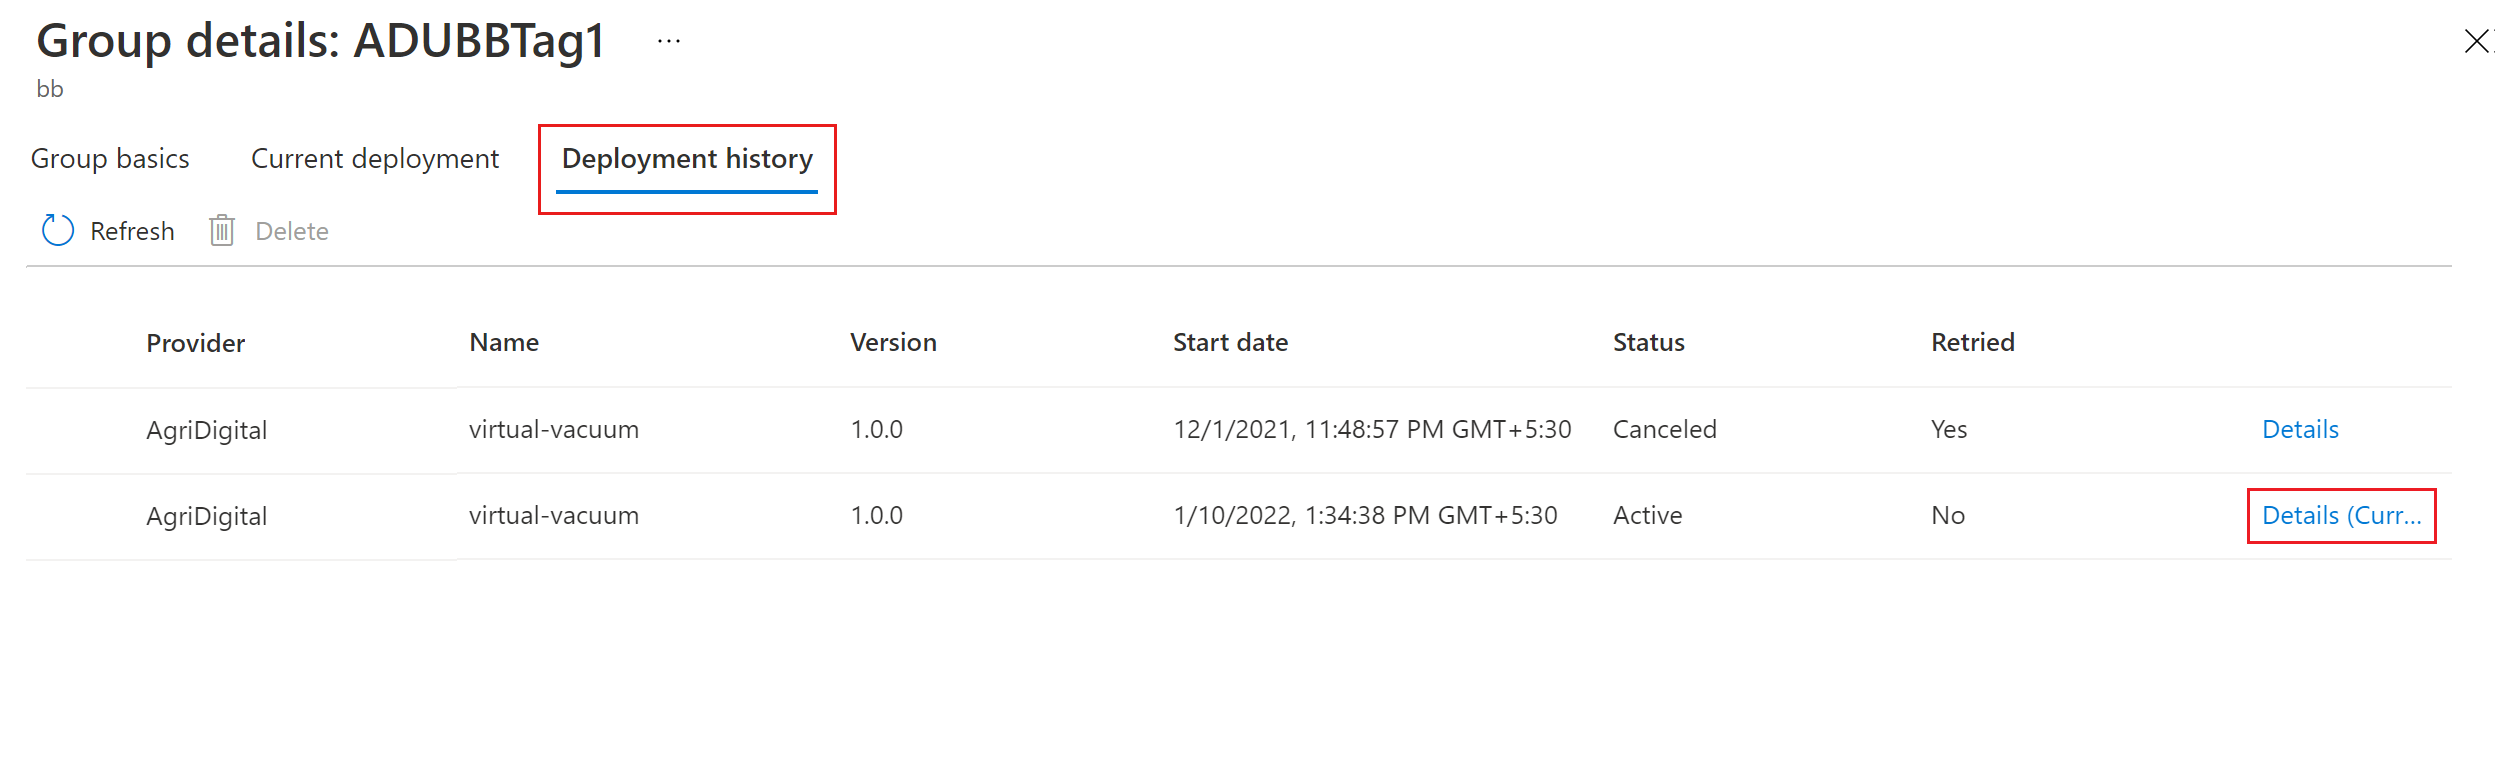 Group details: ADUBBTag1 ...
bb
Group basics Current deployment Deployment history
Refresh Delete
Provider Name Version Start date Status Retried
AgriDigital virtual-vacuum 1.0.0 12/1/2021, 11:48:57 PM GMT+5:30 Canceled Yes Details
AgriDigital virtual-vacuum 1.0.0 1/10/2022, 1:34:38 PM GMT+5:30 Active No Details (Curr...